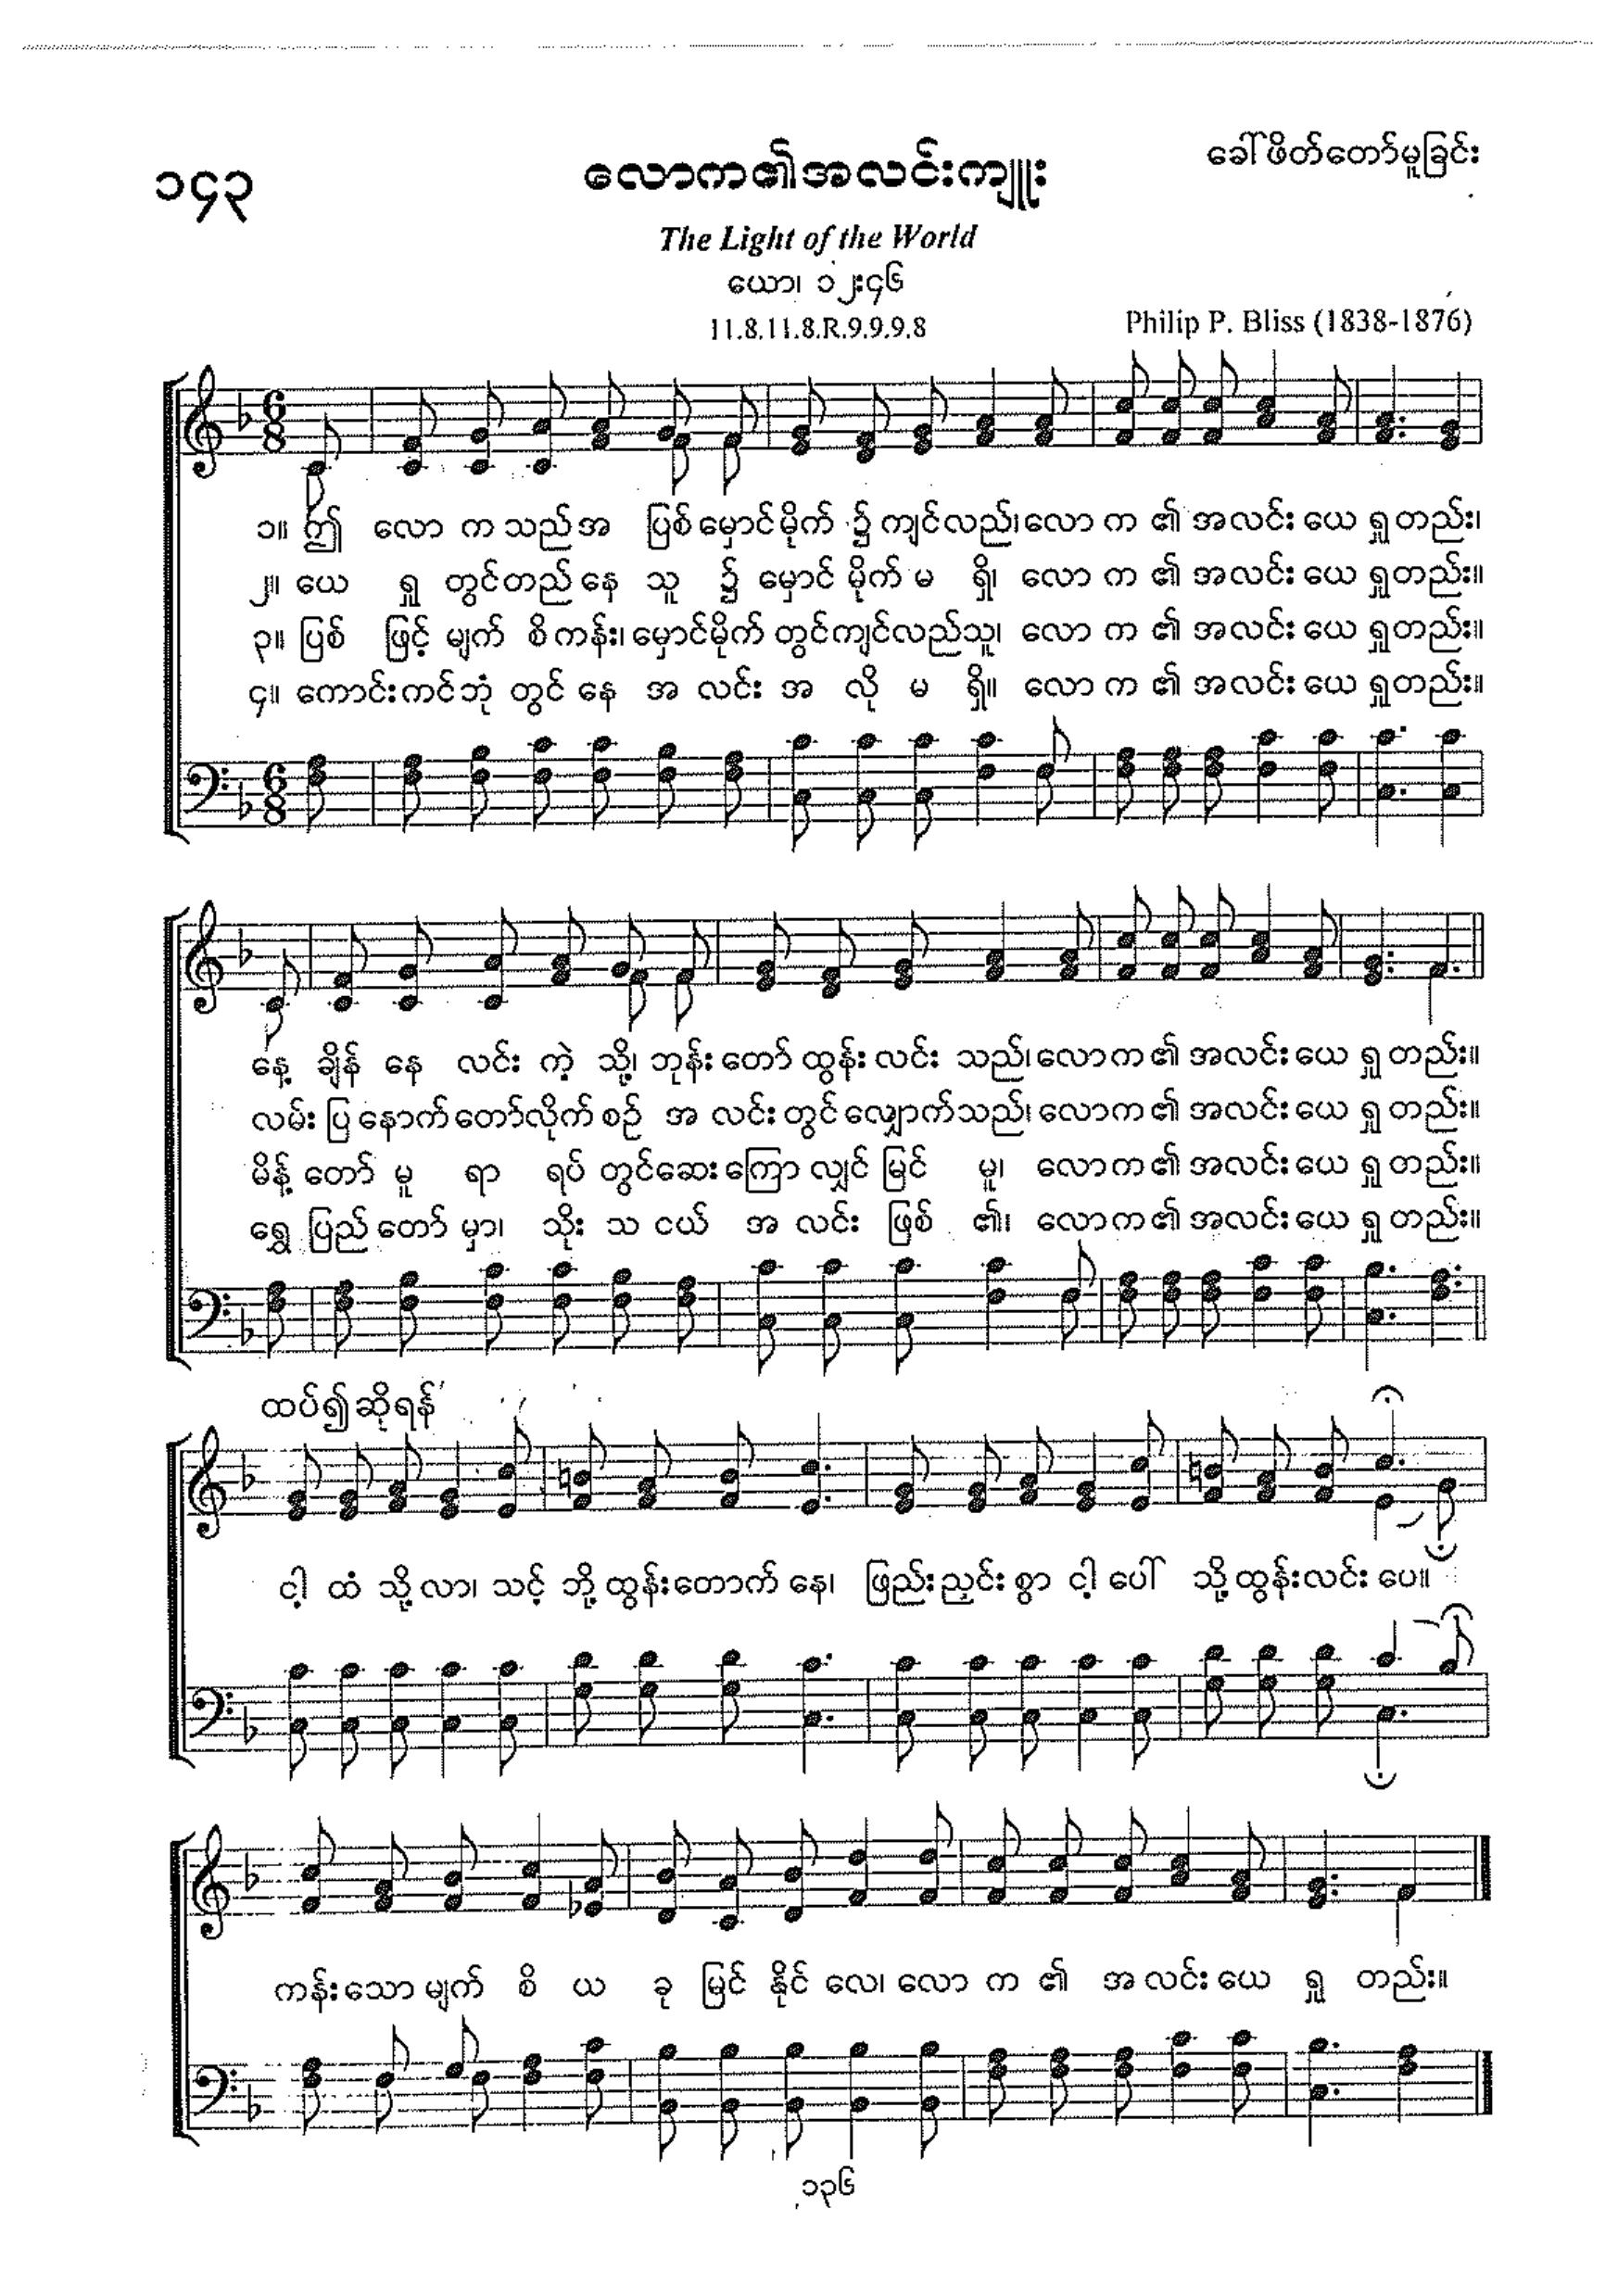 ၁၄၃
လောက၏အလင်းကျူး
ခေါ်ဖိတ်တော်မူခြင်း
The Light of the World
ယော၊ ၁၂း၄၆
11.8.11.8.R.9.9.9.8
Philip P. Bliss (1838-1876)
၁။ ဤ လော က သည် အ ပြစ် မှောင် မိုက် ၌ ကျင်လည်၊ လော က ၏ အလင်း ယေ ရှု တည်း၊
၂။ ယေ ရှု တွင်တည် နေ သူ ၌ မှောင် မိုက် မ ရှိ၊ လော က ၏ အလင်း ယေ ရှုတည်း။
၃။ ပြစ် ဖြင့် မျက် စိ ကန်း၊ မှောင်မိုက် တွင်ကျင်လည်သူ၊ လော က ၏ အလင်း ယေ ရှုတည်း။
၄။ ကောင်းကင်ဘုံ တွင် နေ အ လင်း အ လို မ ရှိ။ လော က ၏ အလင်း ယေ ရှုတည်း။
နေ့ ချိန် နေ လင်း ကဲ့ သို့၊ ဘုန်း တော် ထွန်း လင်း သည်၊ လောက၏ အလင်း ယေ ရှုတည်း။
လမ်း ပြ နောက်တော်လိုက် စဉ် အ လင်း တွင် လျှောက်သည်၊ လောက၏ အလင်း ယေ ရှုတည်း။
မိန့် တော် မူ ရာ ရပ် တွင်ဆေး ကြော လျှင် မြင် မူ၊ လောက၏ အလင်း ယေ ရှုတည်း။
ရွှေ ပြည် တော် မှာ၊ သိုး သ ငယ် အ လင်း ဖြစ် ၏၊ လောက၏ အလင်း ယေ ရှုတည်း။
ထပ်၍ဆိုရန်
ငါ့ ထံ သို့ လာ၊ သင့် ဘို့ ထွန်းတောက် နေ၊ ဖြည်းညှင်း စွာ ငါ့ ပေါ် သို့ ထွန်းလင်း ပေ။
ကန်း သော မျက် စိ ယ ခု မြင် နိုင် လေ၊ လော က ၏ အ လင်း ယေ ရှု တည်း။
၁၃၆